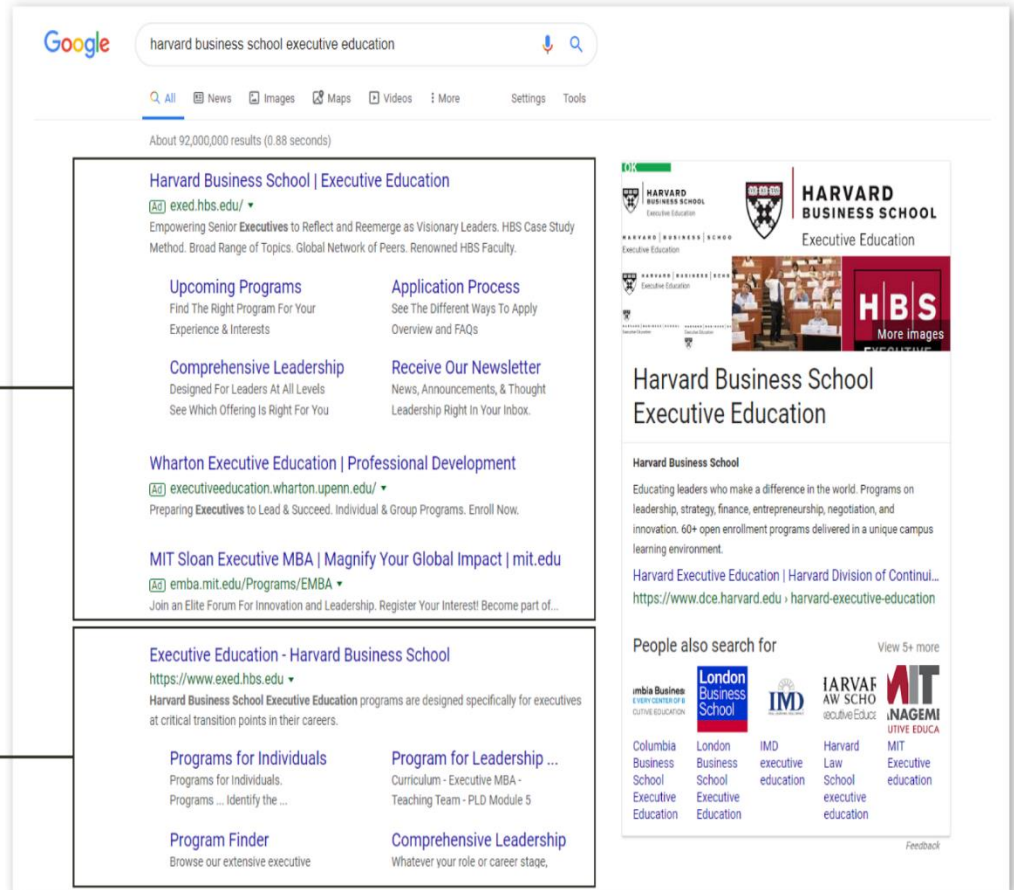 Google
harvard business school executive education
All News Images Maps Videos More Settings Tools
About 92,000,000 results (0.88 seconds)
Harvard Business School | Executive Education
Ad exed.hbs.edu/
Empowering Senior Executives to Reflect and Reemerge as Visionary Leaders. HBS Case Study
Method. Broad Range of Topics. Global Network of Peers. Renowned HBS Faculty.
Upcoming Programs
Find The Right Program For Your
Experience & Interests
Application Process
See The Different Ways To Apply
Overview and FAQs
Comprehensive Leadership
Designed For Leaders At All Levels
See Which Offering Is Right For You
Receive Our Newsletter
News, Announcements, & Thought
Leadership Right In Your Inbox.
Wharton Executive Education | Professional Development
Ad executiveeducation.wharton.upenn.edu/
Preparing Executives to Lead & Succeed. Individual & Group Programs. Enroll Now.
MIT Sloan Executive MBA | Magnify Your Global Impact | mit.edu
Ad emba.mit.edu/Programs/EMBA
Join an Elite Forum For Innovation and Leadership. Register Your Interest! Become part of...
Executive Education - Harvard Business School
https://www.exed.hbs.edu
Harvard Business School Executive Education programs are designed specifically for executives
at critical transition points in their careers.
Programs for Individuals
Programs for Individuals.
Programs ... Identify the ...
Program for Leadership ...
Curriculum - Executive MBA -
Teaching Team - PLD Module 5
Program Finder
Browse our extensive executive
Comprehensive Leadership
Whatever your role or career stage,
OK
HARVARD
BUSINESS SCHOOL
Executive Education
HARVARD | BUSINESS | SCHOO
Executive Education
HARVARD | BUSINESS | SCH
Executive Education
HARVARD
BUSINESS SCHOOL
Executive Education
H|B|S
More images
Harvard Business School
Executive Education
Harvard Business School
Educating leaders who make a difference in the world. Programs on
leadership, strategy, finance, entrepreneurship, negotiation, and
innovation. 60+ open enrollment programs delivered in a unique campus
learning environment.
Harvard Executive Education | Harvard Division of Continui...
https://www.dce.harvard.edu › harvard-executive-education
People also search for View 5+ more
London
Business
School
IMD
Columbia
Business
School
Executive
Education
London
Business
School
Executive
Education
IMD
executive
education
Harvard
Law
School
executive
education
MIT
Executive
education
Feedback